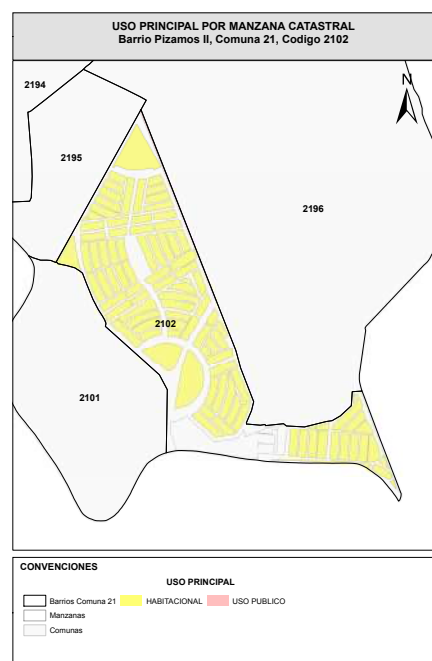 USO PRINCIPAL POR MANZANA CATASTRAL
Barrio Pizamos II, Comuna 21, Codigo 2102
2194
N
2195
2196
2102
2101
CONVENCIONES
USO PRINCIPAL
Barrios Comuna 21 HABITACIONAL USO PUBLICO
Manzanas
Comunas